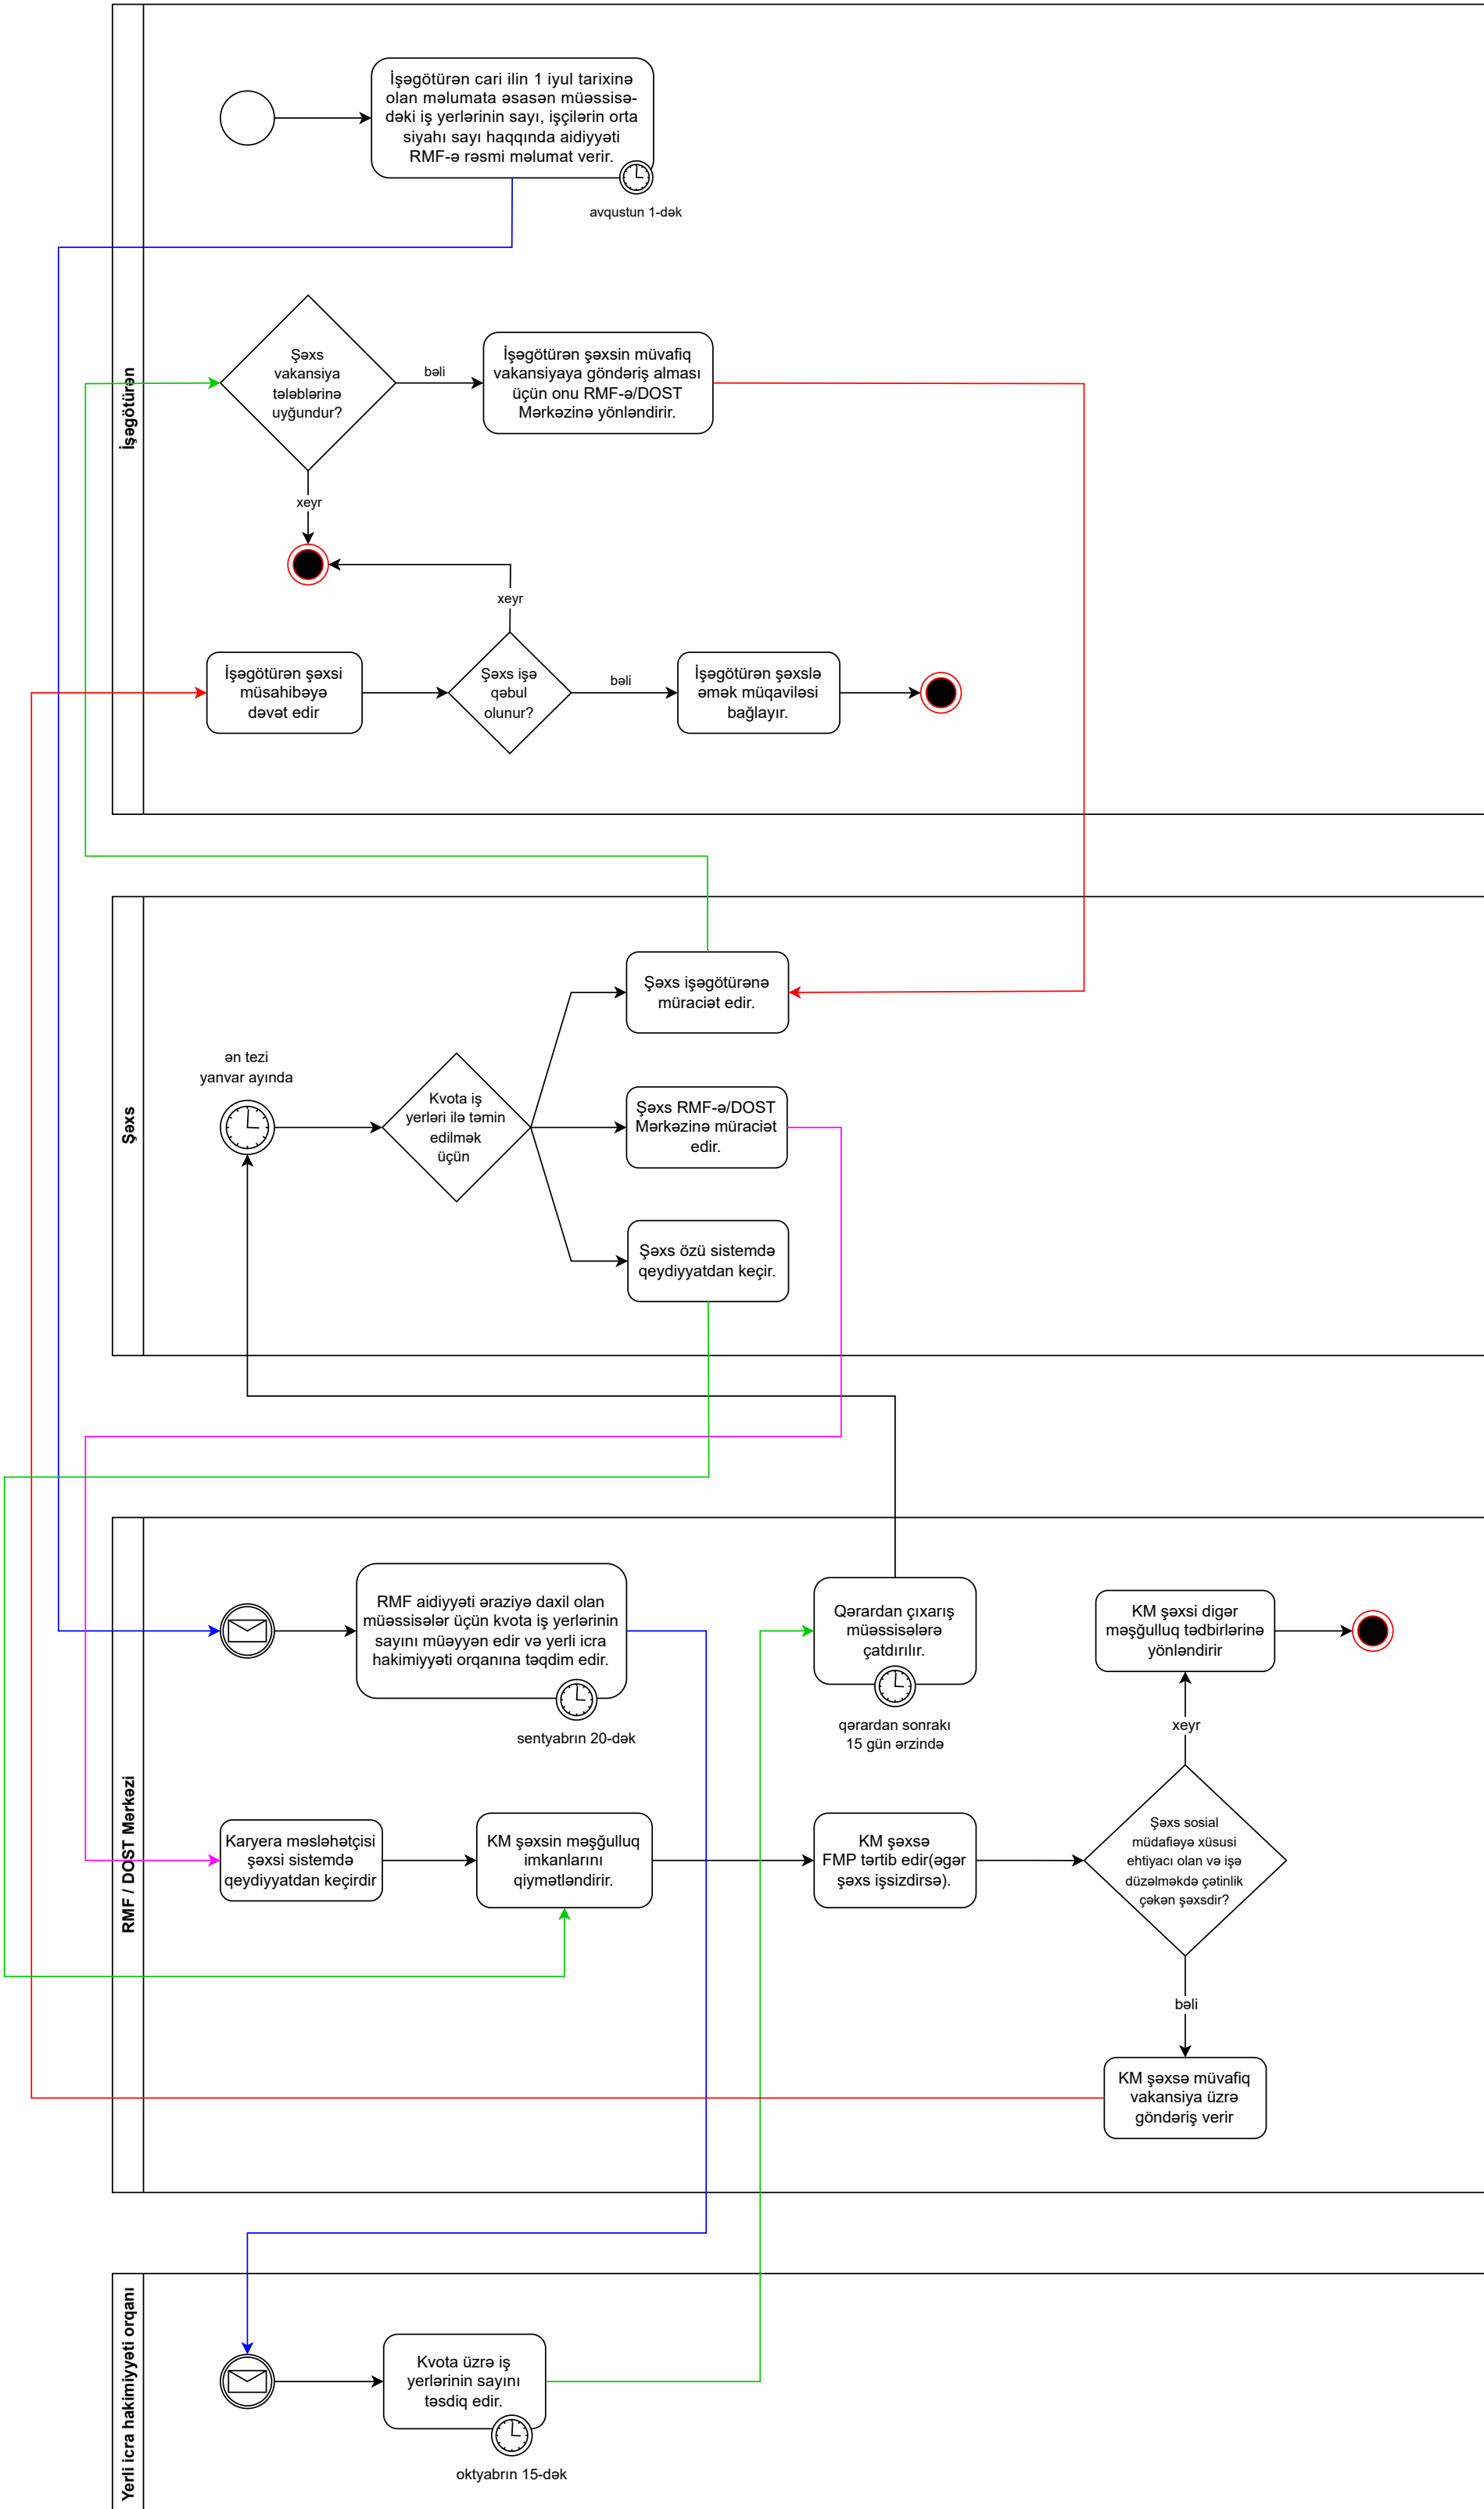 İşəgötürən
İşəgötürən cari ilin 1 iyul tarixinə
olan məlumata əsasən müəssisə-
dəki iş yerlərinin sayı, işçilərin orta
siyahı sayı haqqında aidiyyəti
RMF-ə rəsmi məlumat verir.
avqustun 1-dək
Şəxs
vakansiya
tələblərinə
uyğundur?
bəli
İşəgötürən şəxsin müvafiq
vakansiyaya göndəriş alması
üçün onu RMF-ə/DOST
Mərkəzinə yönləndirir.
xeyr
xeyr
İşəgötürən şəxsi
müsahibəyə
dəvət edir
Şəxs işə
qəbul
olunur?
bəli
İşəgötürən şəxslə
əmək müqaviləsi
bağlayır.
Şəxs
Şəxs işəgötürənə
müraciət edir.
ən tezi
yanvar ayında
Kvota iş
yerləri ilə təmin
edilmək
üçün
Şəxs RMF-ə/DOST
Mərkəzinə müraciət
edir.
Şəxs özü sistemdə
qeydiyyatdan keçir.
RMF / DOST Mərkəzi
RMF aidiyyəti əraziyə daxil olan
müəssisələr üçün kvota iş yerlərinin
sayını müəyyən edir və yerli icra
hakimiyyəti orqanına təqdim edir.
sentyabrın 20-dək
Qərardan çıxarış
müəssisələrə
çatdırılır.
qərardan sonrakı
15 gün ərzində
KM şəxsi digər
məşğulluq tədbirlərinə
yönləndirir
xeyr
Karyera məsləhətçisi
şəxsi sistemdə
qeydiyyatdan keçirdir
KM şəxsin məşğulluq
imkanlarını
qiymətləndirir.
KM şəxsə
FMP tərtib edir(əgər
şəxs işsizdirsə).
Şəxs sosial
müdafiəyə xüsusi
ehtiyacı olan və işə
düzəlməkdə çətinlik
çəkən şəxsdir?
bəli
KM şəxsə müvafiq
vakansiya üzrə
göndəriş verir
Yerli icra hakimiyyəti orqanı
Kvota üzrə iş
yerlərinin sayını
təsdiq edir.
oktyabrın 15-dək